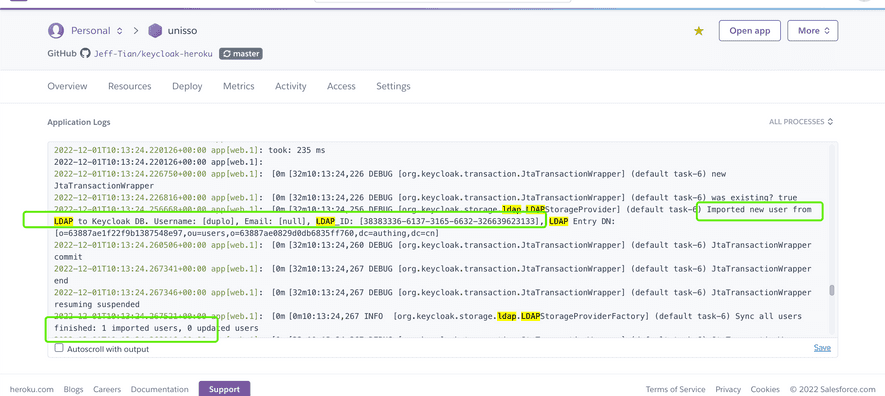 Personal unisso
Open app More
GitHub Jeff-Tian/keycloak-heroku master
Overview Resources Deploy Metrics Activity Access Settings
Application Logs ALL PROCESSES
2022-12-01T10:13:24.220126+00:00 app[web.1]: took: 235 ms
2022-12-01T10:13:24.220126+00:00 app[web.1]:
2022-12-01T10:13:24.226750+00:00 app[web.1]: [0m[32m10:13:24,226 DEBUG [org.keycloak.transaction.JtaTransactionWrapper] (default task-6) new
JtaTransactionWrapper
2022-12-01T10:13:24.226816+00:00 app[web.1]: [0m[32m10:13:24,226 DEBUG [org.keycloak.transaction.JtaTransactionWrapper] (default task-6) was existing? true
2022-12-01T10:13:24.256668+00:00 app[web.1]: [0m[32m10:13:24,256 DEBUG [org.keycloak.storage.ldap.LDAPStorageProvider] (default task-6) Imported new user from
LDAP to Keycloak DB. Username: [duplo], Email: [null], LDAP_ID: [38383336-6137-3165-6632-326639623133], LDAP Entry DN:
[o=63887ae1f22f9b1387548e97,ou=users,o=63887ae0829d0db6835ff760,dc=authing,dc=cn]
2022-12-01T10:13:24.260506+00:00 app[web.1]: [0m[32m10:13:24,260 DEBUG [org.keycloak.transaction.JtaTransactionWrapper] (default task-6) JtaTransactionWrapper
commit
2022-12-01T10:13:24.267341+00:00 app[web.1]: [0m[32m10:13:24,267 DEBUG [org.keycloak.transaction.JtaTransactionWrapper] (default task-6) JtaTransactionWrapper
end
2022-12-01T10:13:24.267346+00:00 app[web.1]: [0m[32m10:13:24,267 DEBUG [org.keycloak.transaction.JtaTransactionWrapper] (default task-6) JtaTransactionWrapper
resuming suspended
2022-12-01T10:13:24.267521+00:00 app[web.1]: [0m[0m10:13:24,267 INFO [org.keycloak.storage.ldap.LDAPStorageProviderFactory] (default task-6) Sync all users
finished: 1 imported users, 0 updated users
Autoscroll with output Save
heroku.com Blogs Careers Documentation Support Terms of Service Privacy Cookies © 2022 Salesforce.com